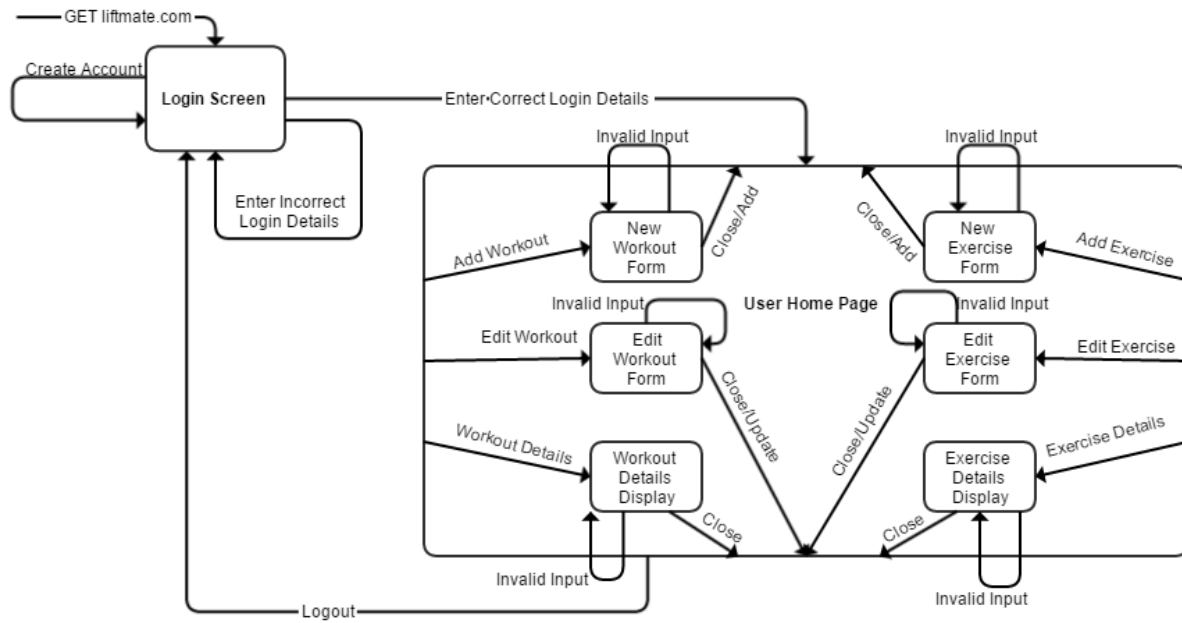 GET liftmate.com
Create Account
Login Screen
Enter•Correct Login Details
Enter Incorrect
Login Details
Invalid Input
Invalid Input
Close/Add
Close/Add
New
Workout
Form
New
Exercise
Form
Add Workout
Add Exercise
Invalid Input
User Home Page
Invalid Input
Edit Workout
Edit
Workout
Form
Edit
Exercise
Form
Edit Exercise
Close/Update
Close/Update
Workout Details
Workout
Details
Display
Exercise
Details
Display
Exercise Details
Close
Close
Invalid Input
Invalid Input
Logout